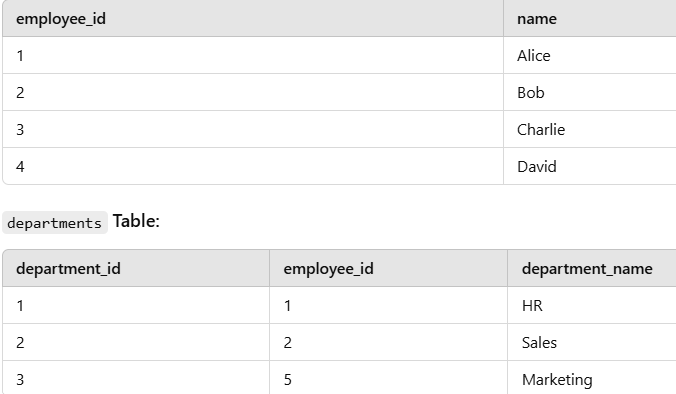 employee_id name
1 Alice
2 Bob
3 Charlie
4 David
departments Table:
department_id employee_id department_name
1 1 HR
2 2 Sales
3 5 Marketing